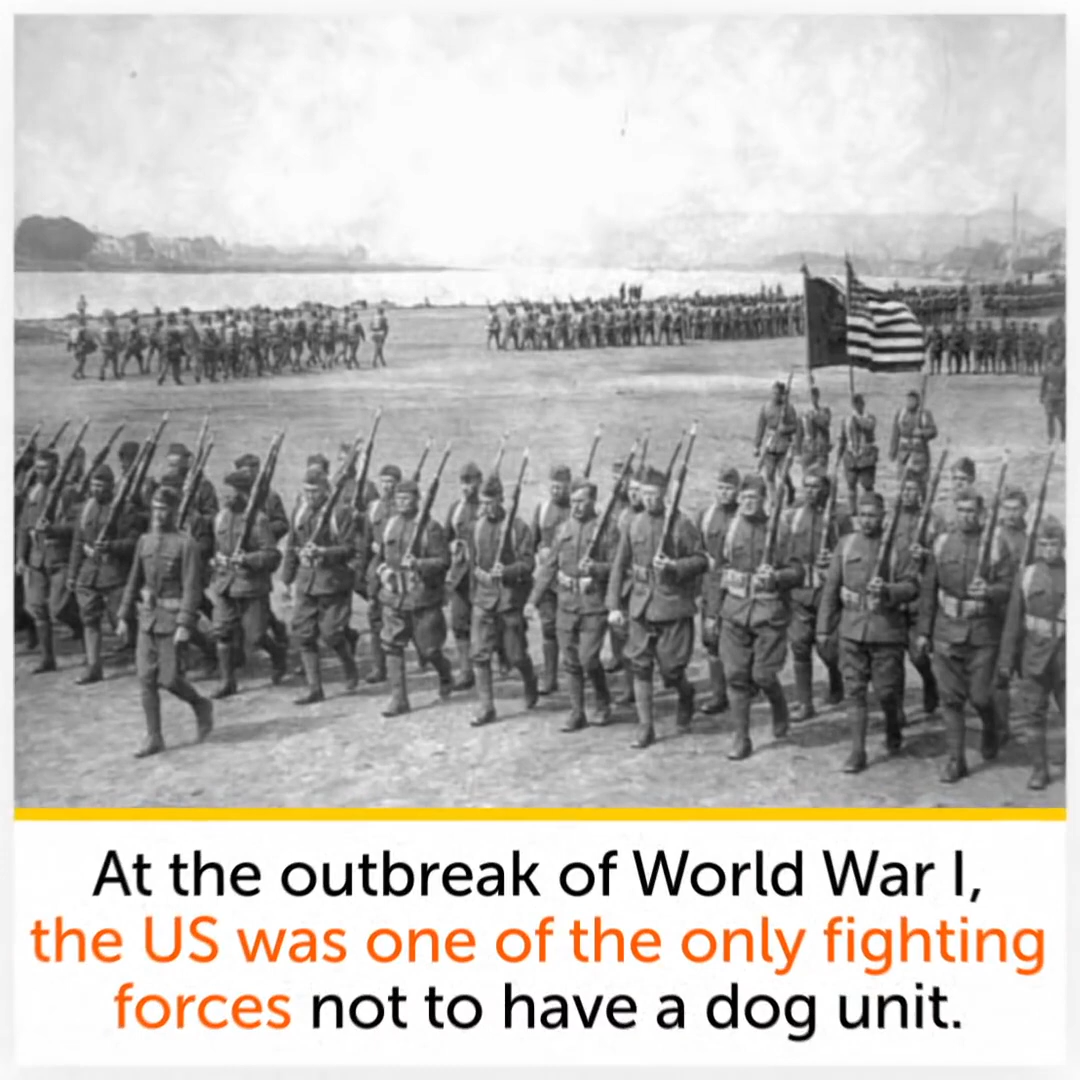 At the outbreak of World War I,
the US was one of the only fighting
forces not to have a dog unit.